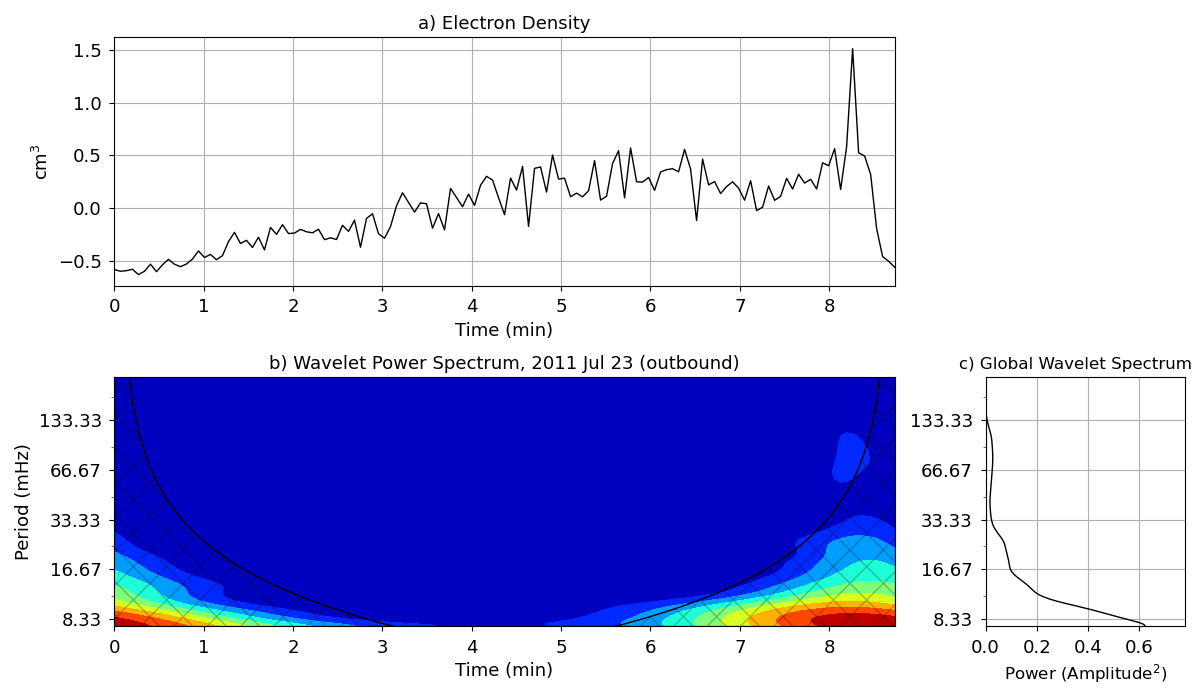 a) Electron Density
1.5
1.0
0.5
0.0
−0.5
cm³
0 1 2 3 4 5 6 7 8
Time (min)
b) Wavelet Power Spectrum, 2011 Jul 23 (outbound)
133.33
66.67
33.33
16.67
8.33
Period (mHz)
0 1 2 3 4 5 6 7 8
Time (min)
c) Global Wavelet Spectrum
133.33
66.67
33.33
16.67
8.33
0.0 0.2 0.4 0.6
Power (Amplitude²)